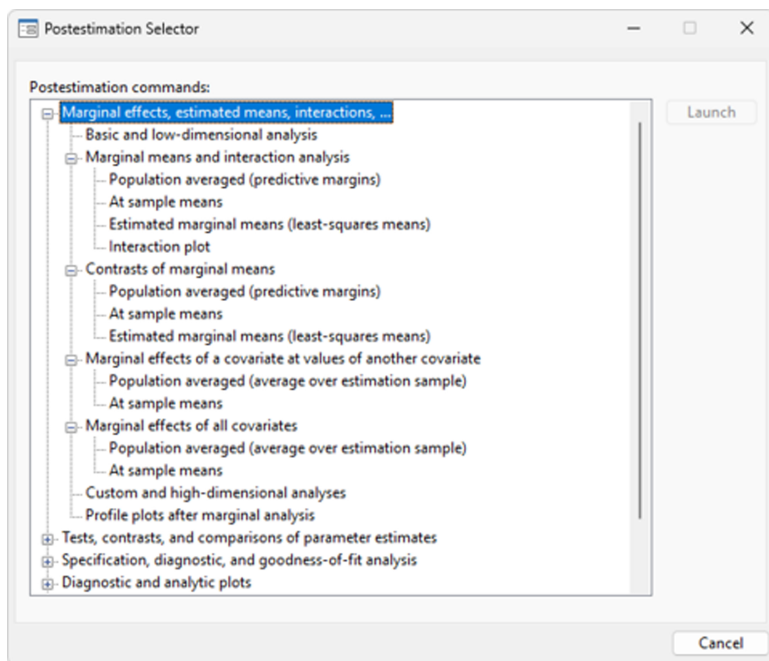 Postestimation Selector
Postestimation commands:
Marginal effects, estimated means, interactions, ...
Launch
Basic and low-dimensional analysis
Marginal means and interaction analysis
Population averaged (predictive margins)
At sample means
Estimated marginal means (least-squares means)
Interaction plot
Contrasts of marginal means
Population averaged (predictive margins)
At sample means
Estimated marginal means (least-squares means)
Marginal effects of a covariate at values of another covariate
Population averaged (average over estimation sample)
At sample means
Marginal effects of all covariates
Population averaged (average over estimation sample)
At sample means
Custom and high-dimensional analyses
Profile plots after marginal analysis
Tests, contrasts, and comparisons of parameter estimates
Specification, diagnostic, and goodness-of-fit analysis
Diagnostic and analytic plots
Cancel